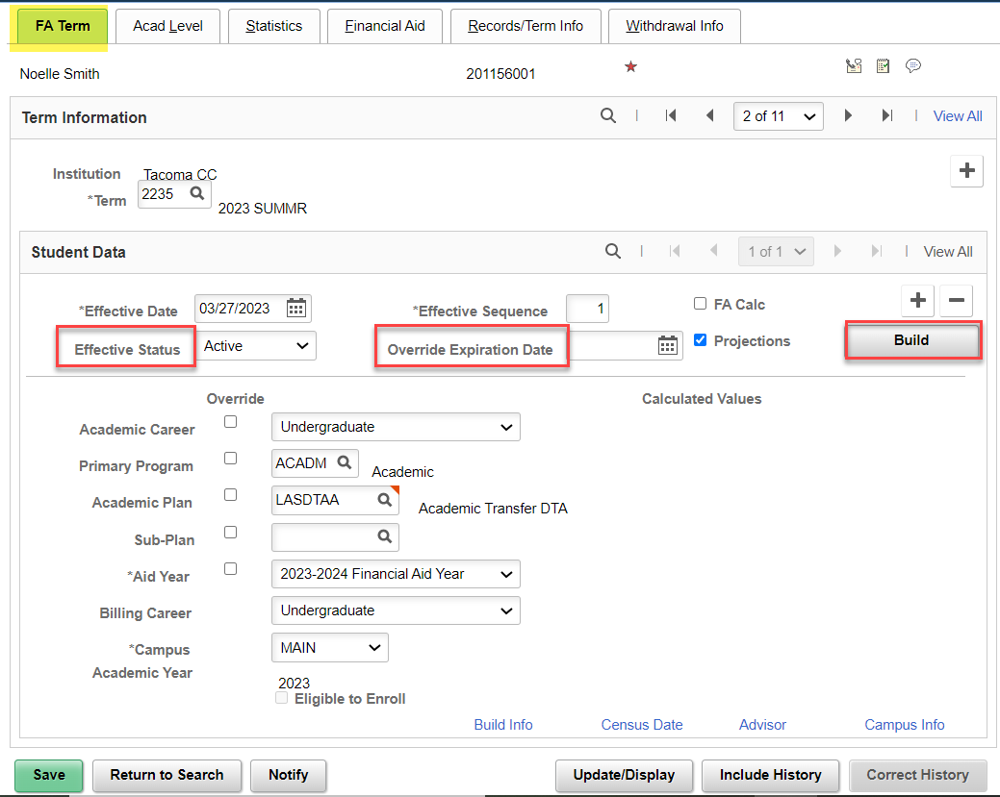 FA Term Acad Level Statistics Financial Aid Records/Term Info Withdrawal Info
Noelle Smith 201156001
Term Information 2 of 11 View All
Institution Tacoma CC
*Term 2235 2023 SUMMR
Student Data 1 of 1 View All
*Effective Date 03/27/2023 *Effective Sequence 1 FA Calc
Effective Status Active Override Expiration Date Projections Build
Override Calculated Values
Academic Career Undergraduate
Primary Program ACADM Academic
Academic Plan LASDTAA Academic Transfer DTA
Sub-Plan
*Aid Year 2023-2024 Financial Aid Year
Billing Career Undergraduate
*Campus MAIN
Academic Year 2023
Eligible to Enroll
Build Info Census Date Advisor Campus Info
Save Return to Search Notify Update/Display Include History Correct History